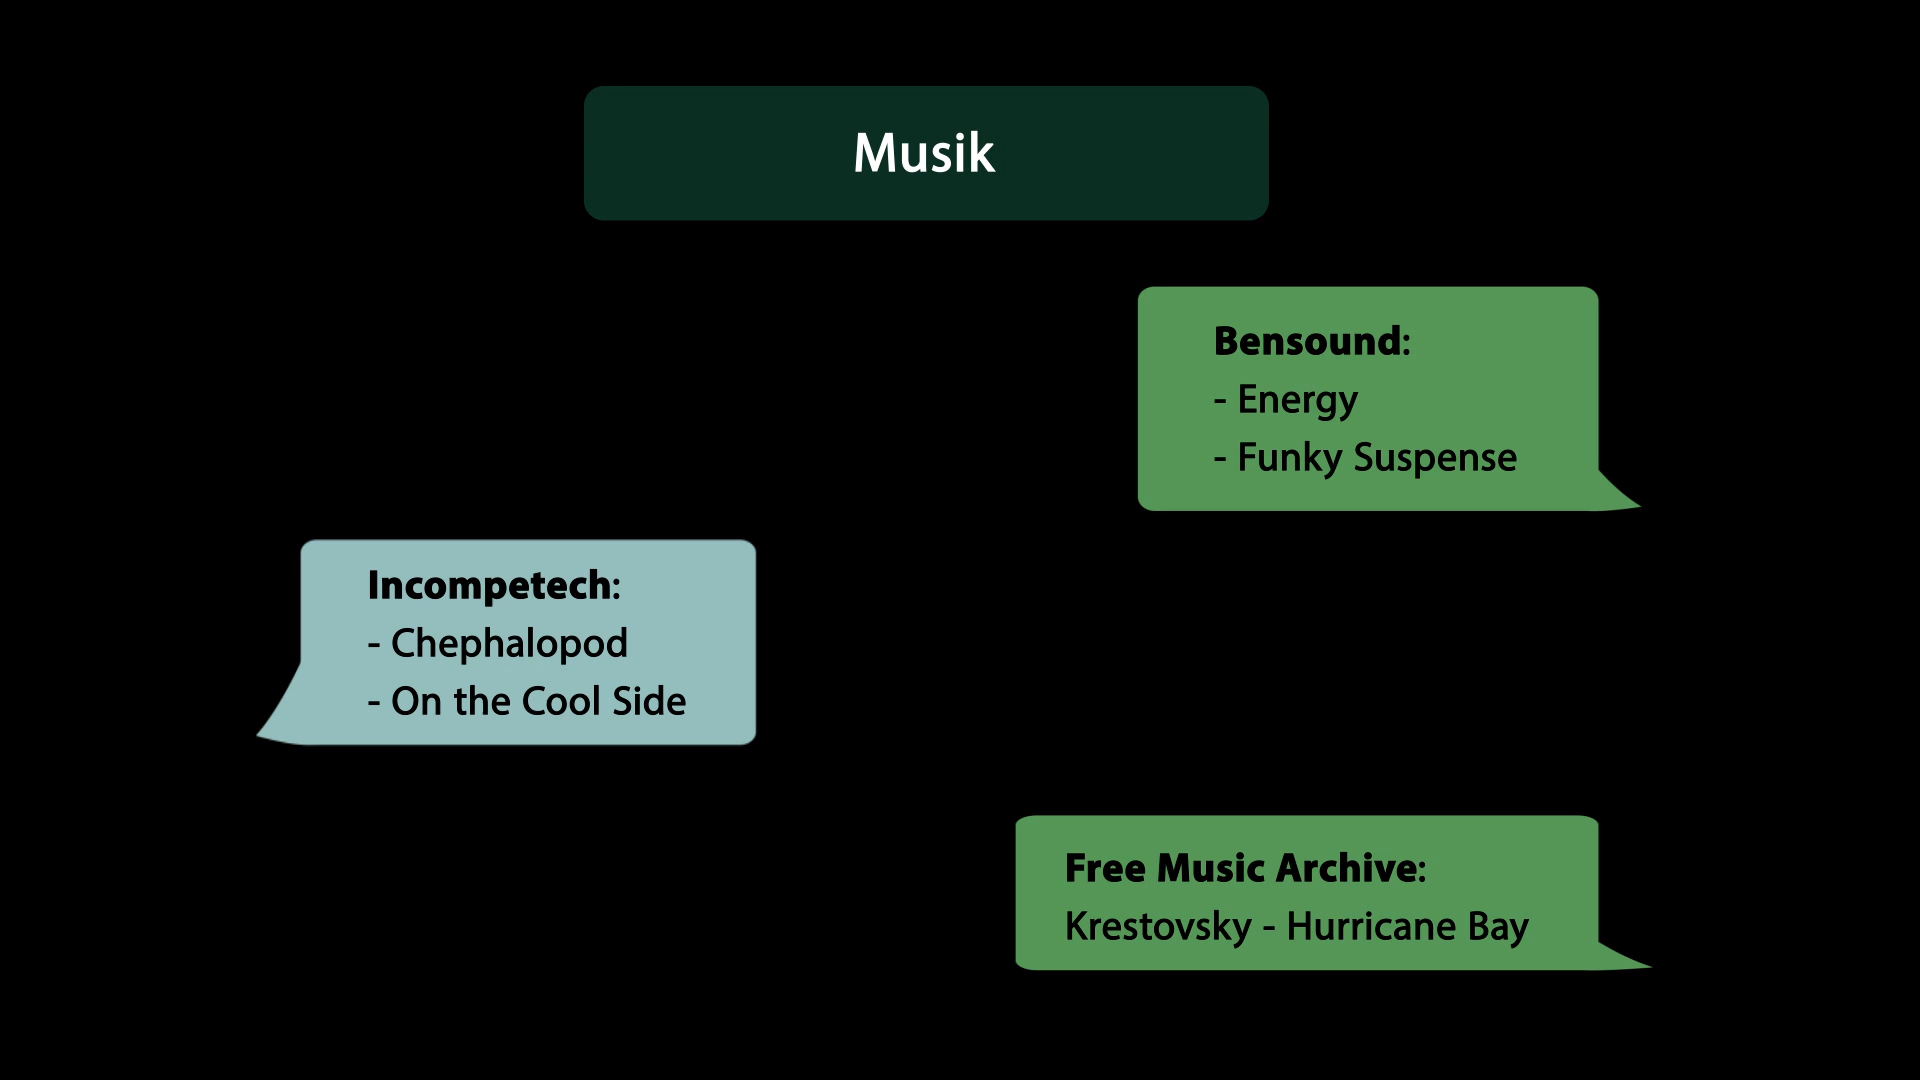 Musik
Bensound:
- Energy
- Funky Suspense
Incompetech:
- Chephalopod
- On the Cool Side
Free Music Archive:
Krestovsky - Hurricane Bay